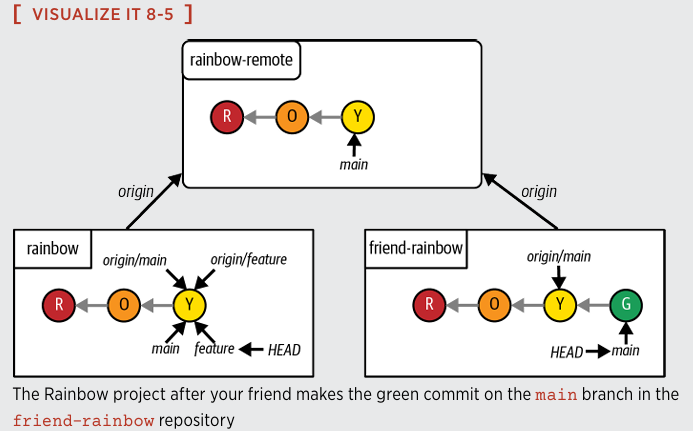 [ VISUALIZE IT 8-5 ]
rainbow-remote
R O Y
main
origin origin
rainbow
origin/main origin/feature
R O Y
main feature HEAD
friend-rainbow
origin/main
R O Y G
HEAD main
The Rainbow project after your friend makes the green commit on the main branch in the
friend-rainbow repository